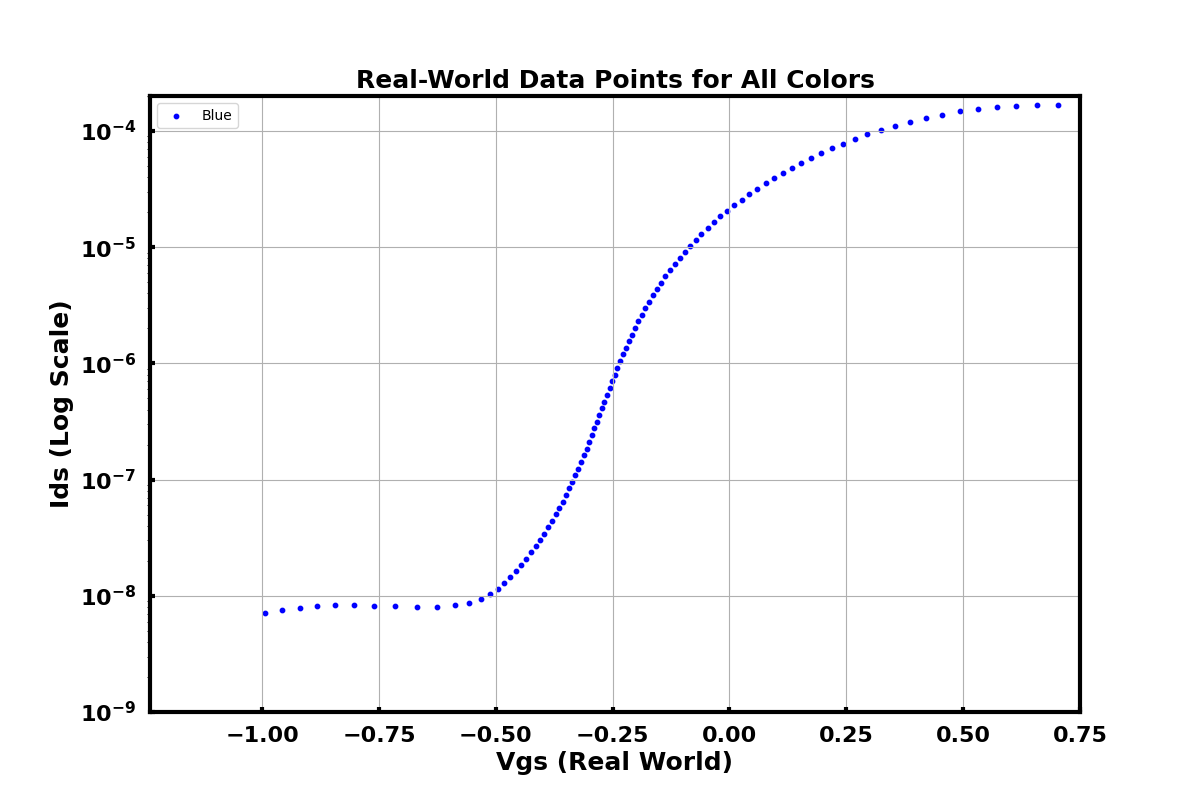 Real-World Data Points for All Colors
Blue
10⁻⁴
10⁻⁵
10⁻⁶
10⁻⁷
10⁻⁸
10⁻⁹
Ids (Log Scale)
−1.00 −0.75 −0.50 −0.25 0.00 0.25 0.50 0.75
Vgs (Real World)